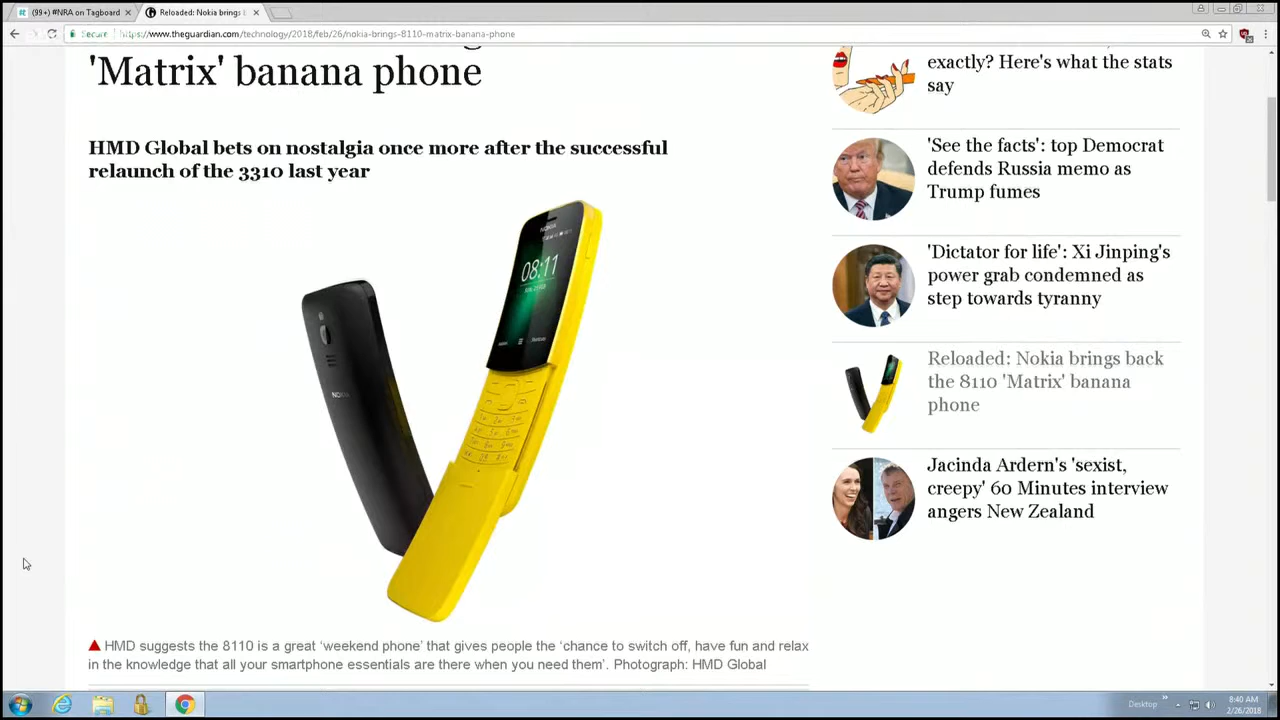 (99+) #NRA on Tagboard
Reloaded: Nokia brings
Secure
https://www.theguardian.com/technology/2018/feb/26/nokia-brings-8110-matrix-banana-phone
'Matrix' banana phone
HMD Global bets on nostalgia once more after the successful
relaunch of the 3310 last year
NOKIA
08:11
NOKIA
HMD suggests the 8110 is a great ‘weekend phone’ that gives people the ‘chance to switch off, have fun and relax
in the knowledge that all your smartphone essentials are there when you need them’. Photograph: HMD Global
exactly? Here's what the stats
say
'See the facts': top Democrat
defends Russia memo as
Trump fumes
'Dictator for life': Xi Jinping's
power grab condemned as
step towards tyranny
Reloaded: Nokia brings back
the 8110 'Matrix' banana
phone
Jacinda Ardern's 'sexist,
creepy' 60 Minutes interview
angers New Zealand
Desktop
8:40 AM
2/26/2018